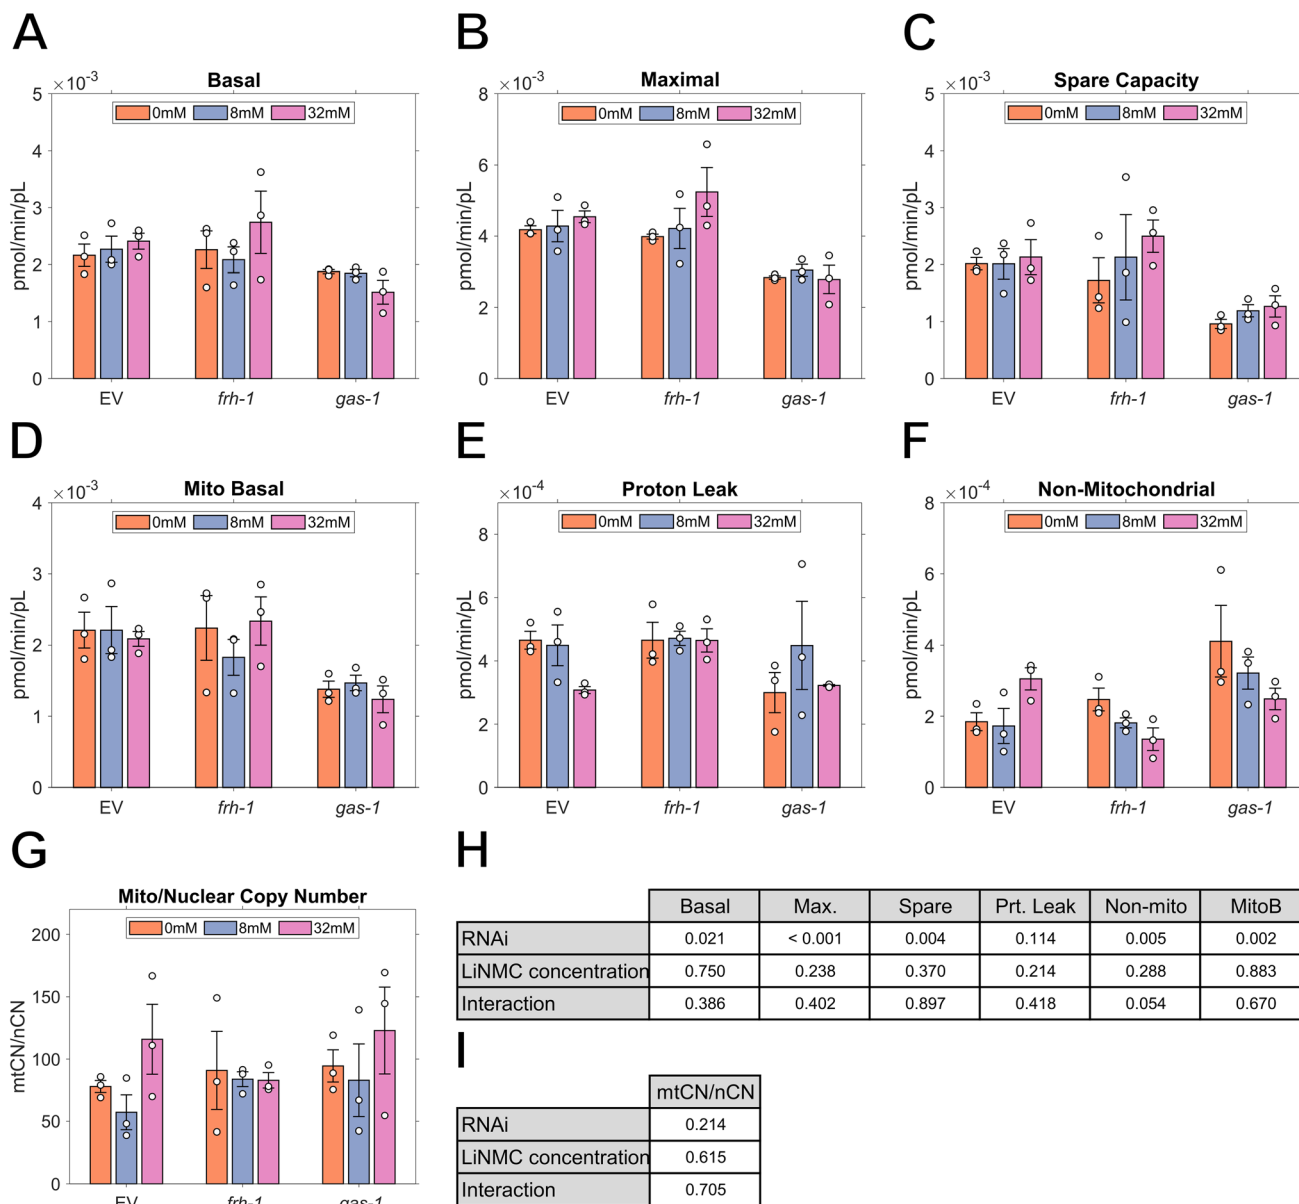 A
Basal
×10⁻³
0mM 8mM 32mM
5
4
3
2
1
0
pmol/min/pL
EV frh-1 gas-1
B
Maximal
×10⁻³
0mM 8mM 32mM
8
6
4
2
0
pmol/min/pL
EV frh-1 gas-1
C
Spare Capacity
×10⁻³
0mM 8mM 32mM
5
4
3
2
1
0
pmol/min/pL
EV frh-1 gas-1
D
Mito Basal
×10⁻³
0mM 8mM 32mM
4
3
2
1
0
pmol/min/pL
EV frh-1 gas-1
E
Proton Leak
×10⁻⁴
0mM 8mM 32mM
8
6
4
2
0
pmol/min/pL
EV frh-1 gas-1
F
Non-Mitochondrial
×10⁻⁴
0mM 8mM 32mM
8
6
4
2
0
pmol/min/pL
EV frh-1 gas-1
G
Mito/Nuclear Copy Number
0mM 8mM 32mM
200
150
100
50
0
mtCN/nCN
EV frh-1 gas-1
H
Basal Max. Spare Prt. Leak Non-mito MitoB
RNAi 0.021 < 0.001 0.004 0.114 0.005 0.002
LiNMC concentration 0.750 0.238 0.370 0.214 0.288 0.883
Interaction 0.386 0.402 0.897 0.418 0.054 0.670
I
mtCN/nCN
RNAi 0.214
LiNMC concentration 0.615
Interaction 0.705